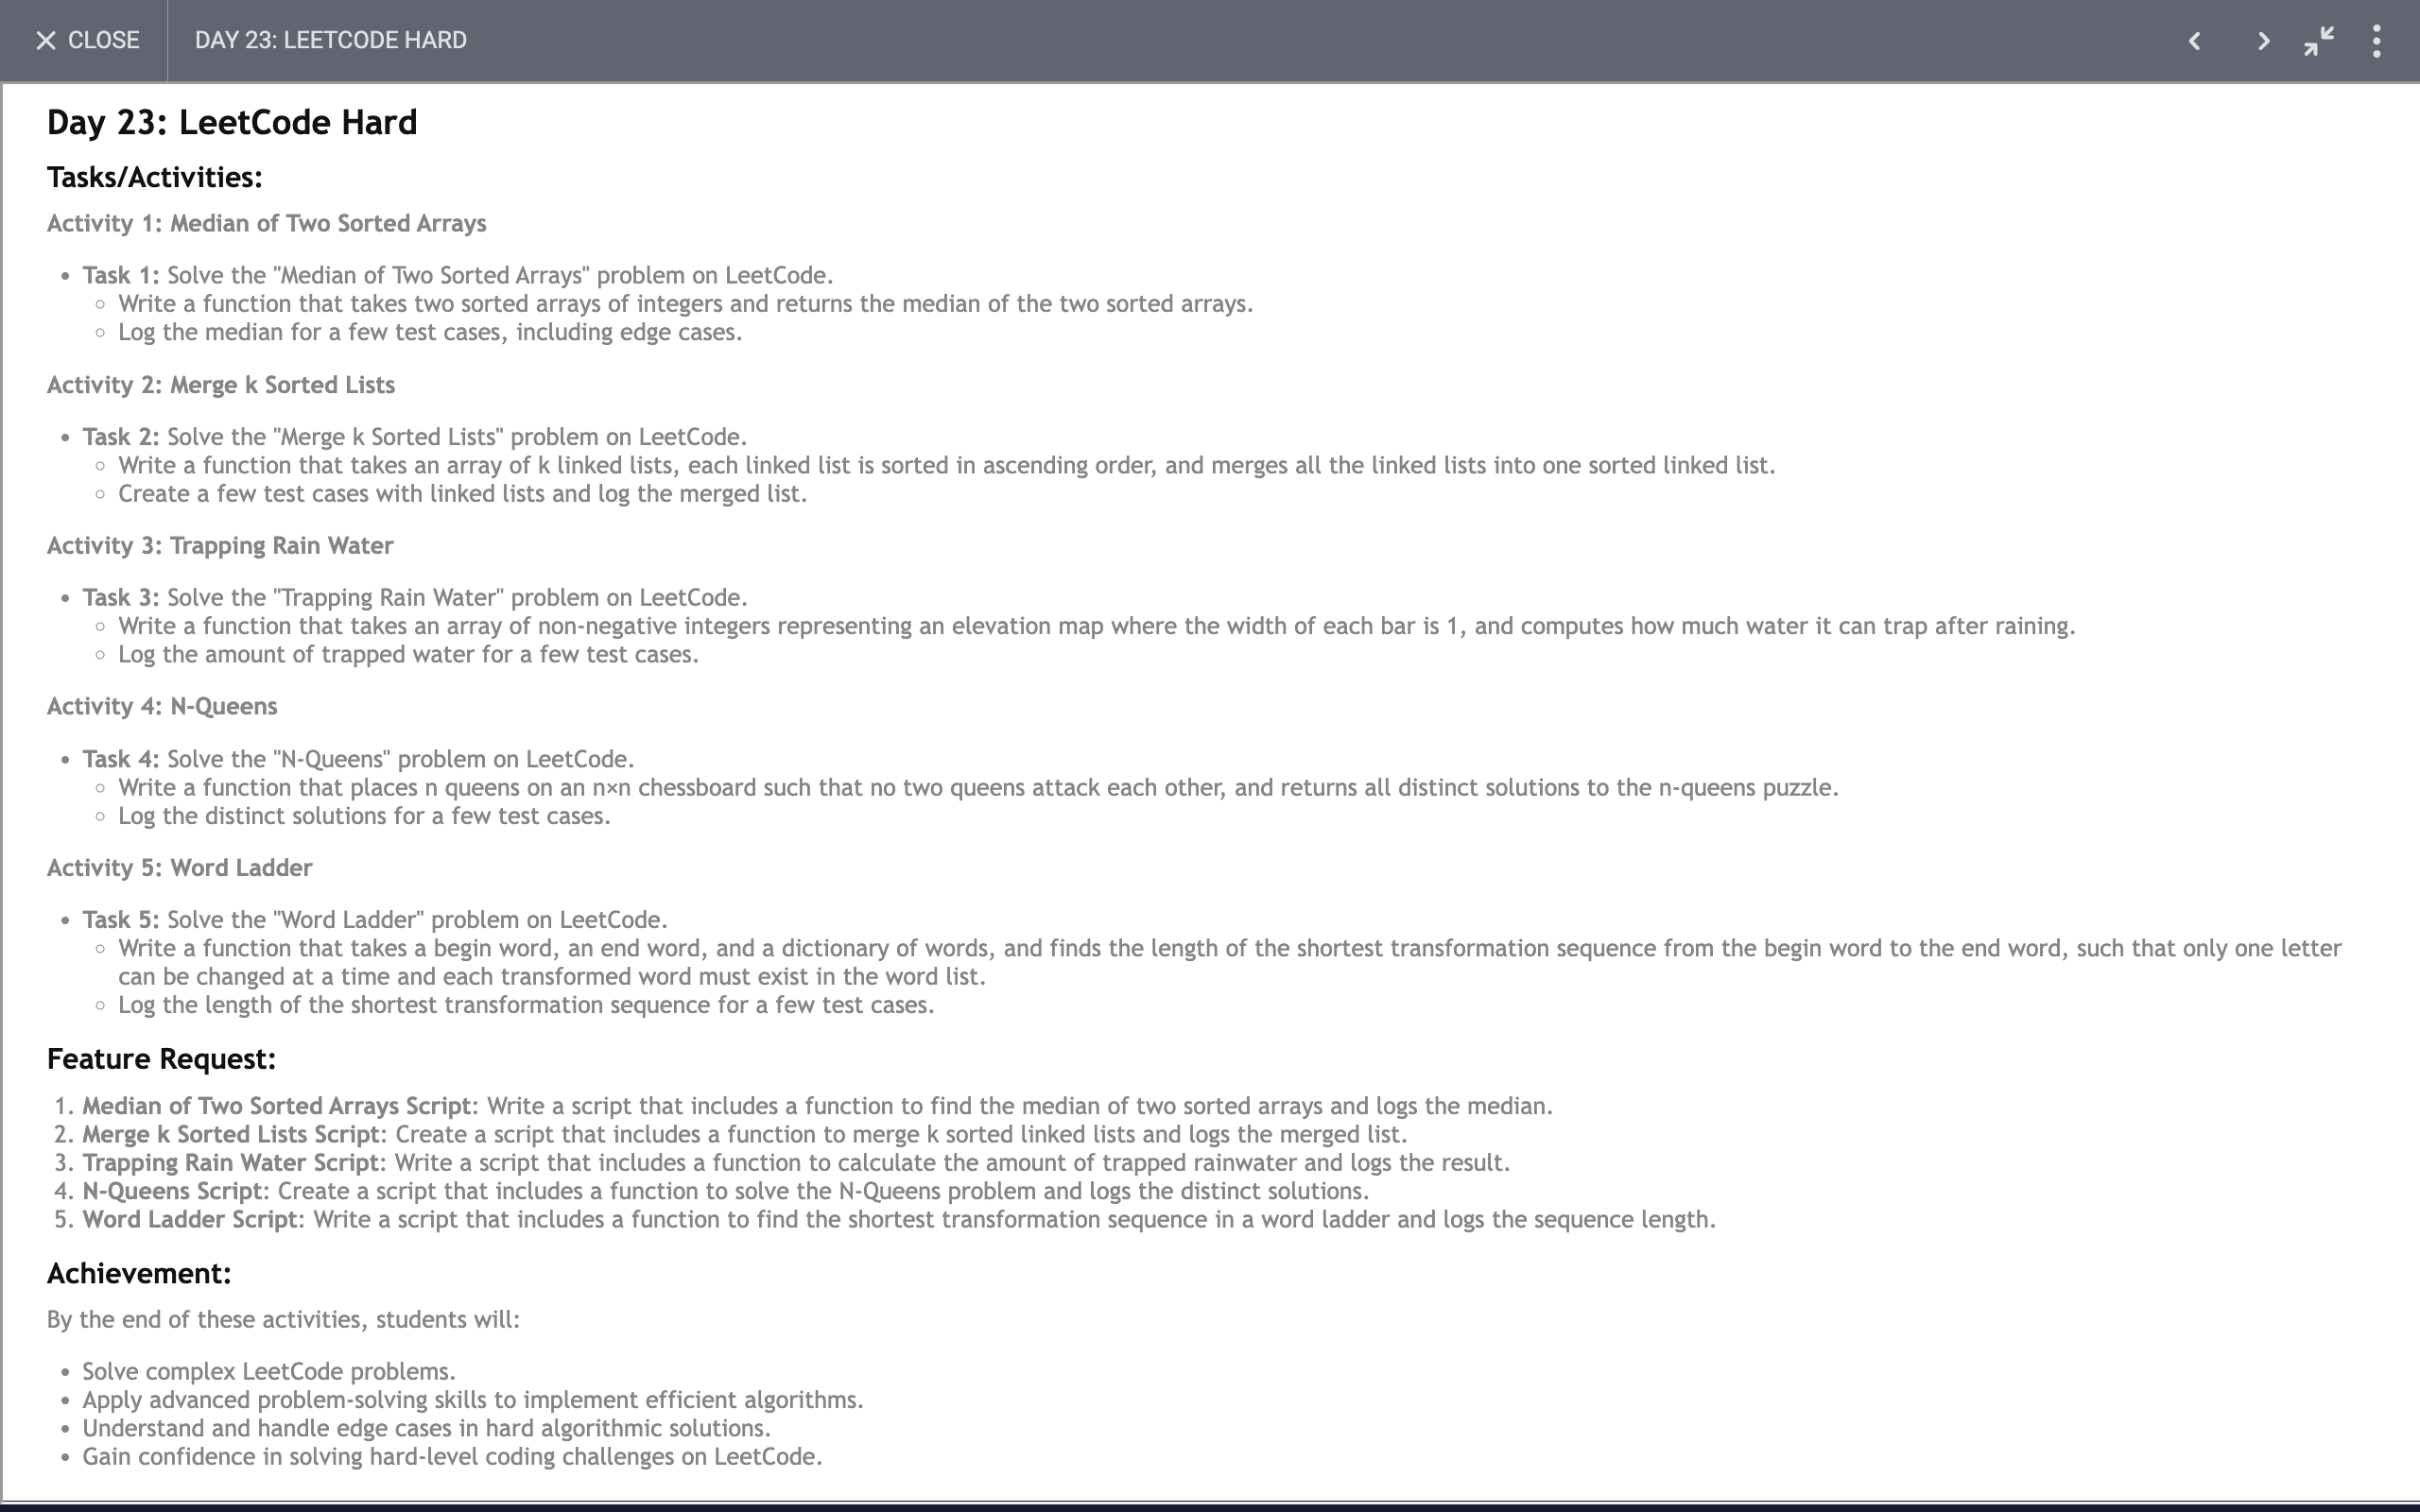 CLOSE
DAY 23: LEETCODE HARD
Day 23: LeetCode Hard
Tasks/Activities:
Activity 1: Median of Two Sorted Arrays
• Task 1: Solve the "Median of Two Sorted Arrays" problem on LeetCode.
○ Write a function that takes two sorted arrays of integers and returns the median of the two sorted arrays.
○ Log the median for a few test cases, including edge cases.
Activity 2: Merge k Sorted Lists
• Task 2: Solve the "Merge k Sorted Lists" problem on LeetCode.
○ Write a function that takes an array of k linked lists, each linked list is sorted in ascending order, and merges all the linked lists into one sorted linked list.
○ Create a few test cases with linked lists and log the merged list.
Activity 3: Trapping Rain Water
• Task 3: Solve the "Trapping Rain Water" problem on LeetCode.
○ Write a function that takes an array of non-negative integers representing an elevation map where the width of each bar is 1, and computes how much water it can trap after raining.
○ Log the amount of trapped water for a few test cases.
Activity 4: N-Queens
• Task 4: Solve the "N-Queens" problem on LeetCode.
○ Write a function that places n queens on an n×n chessboard such that no two queens attack each other, and returns all distinct solutions to the n-queens puzzle.
○ Log the distinct solutions for a few test cases.
Activity 5: Word Ladder
• Task 5: Solve the "Word Ladder" problem on LeetCode.
○ Write a function that takes a begin word, an end word, and a dictionary of words, and finds the length of the shortest transformation sequence from the begin word to the end word, such that only one letter
can be changed at a time and each transformed word must exist in the word list.
○ Log the length of the shortest transformation sequence for a few test cases.
Feature Request:
1. Median of Two Sorted Arrays Script: Write a script that includes a function to find the median of two sorted arrays and logs the median.
2. Merge k Sorted Lists Script: Create a script that includes a function to merge k sorted linked lists and logs the merged list.
3. Trapping Rain Water Script: Write a script that includes a function to calculate the amount of trapped rainwater and logs the result.
4. N-Queens Script: Create a script that includes a function to solve the N-Queens problem and logs the distinct solutions.
5. Word Ladder Script: Write a script that includes a function to find the shortest transformation sequence in a word ladder and logs the sequence length.
Achievement:
By the end of these activities, students will:
• Solve complex LeetCode problems.
• Apply advanced problem-solving skills to implement efficient algorithms.
• Understand and handle edge cases in hard algorithmic solutions.
• Gain confidence in solving hard-level coding challenges on LeetCode.